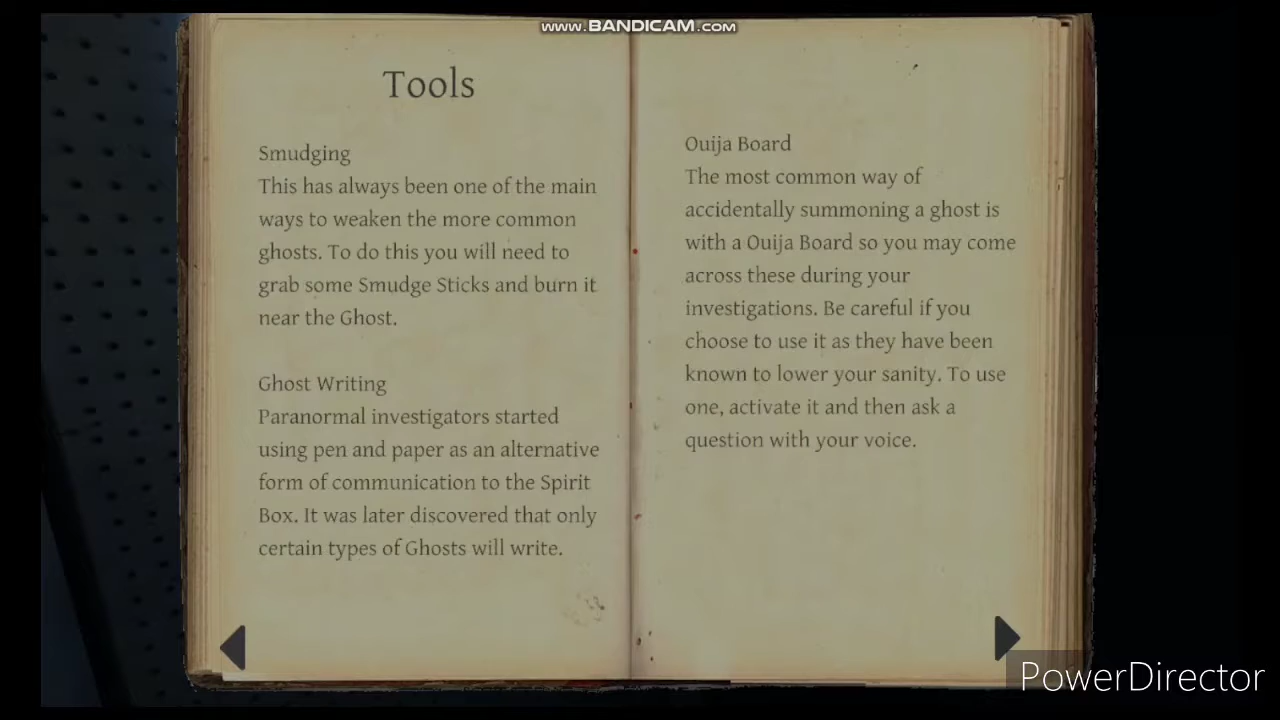 www.BANDICAM.com
Tools
Smudging
This has always been one of the main
ways to weaken the more common
ghosts. To do this you will need to
grab some Smudge Sticks and burn it
near the Ghost.
Ghost Writing
Paranormal investigators started
using pen and paper as an alternative
form of communication to the Spirit
Box. It was later discovered that only
certain types of Ghosts will write.
Ouija Board
The most common way of
accidentally summoning a ghost is
with a Ouija Board so you may come
across these during your
investigations. Be careful if you
choose to use it as they have been
known to lower your sanity. To use
one, activate it and then ask a
question with your voice.
PowerDirector